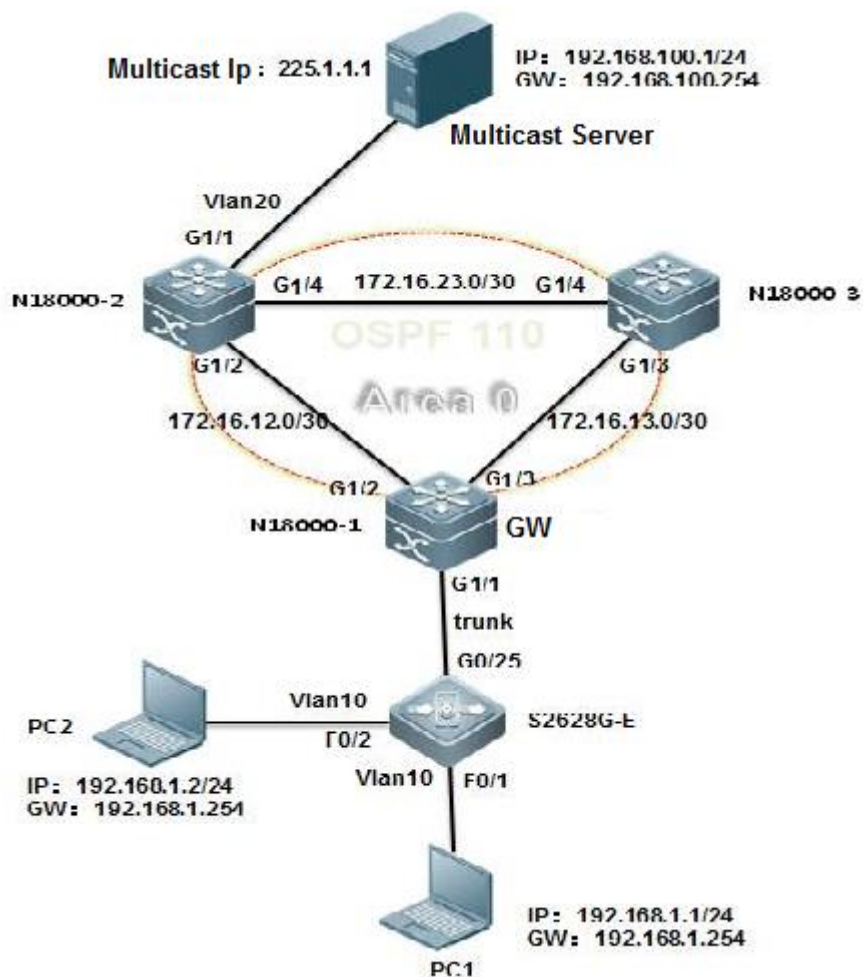 Multicast Ip : 225.1.1.1
IP: 192.168.100.1/24
GW: 192.168.100.254
Multicast Server
Vlan20
G1/1
N18000-2
G1/4
172.16.23.0/30
G1/4
N18000-3
OSPF 110
Area 0
G1/2
G1/3
172.16.12.0/30
172.16.13.0/30
G1/2
G1/3
N18000-1
GW
G1/1
trunk
G0/25
Vlan10
S2628G-E
PC2
F0/2
IP: 192.168.1.2/24
GW: 192.168.1.254
Vlan10
F0/1
IP: 192.168.1.1/24
GW: 192.168.1.254
PC1